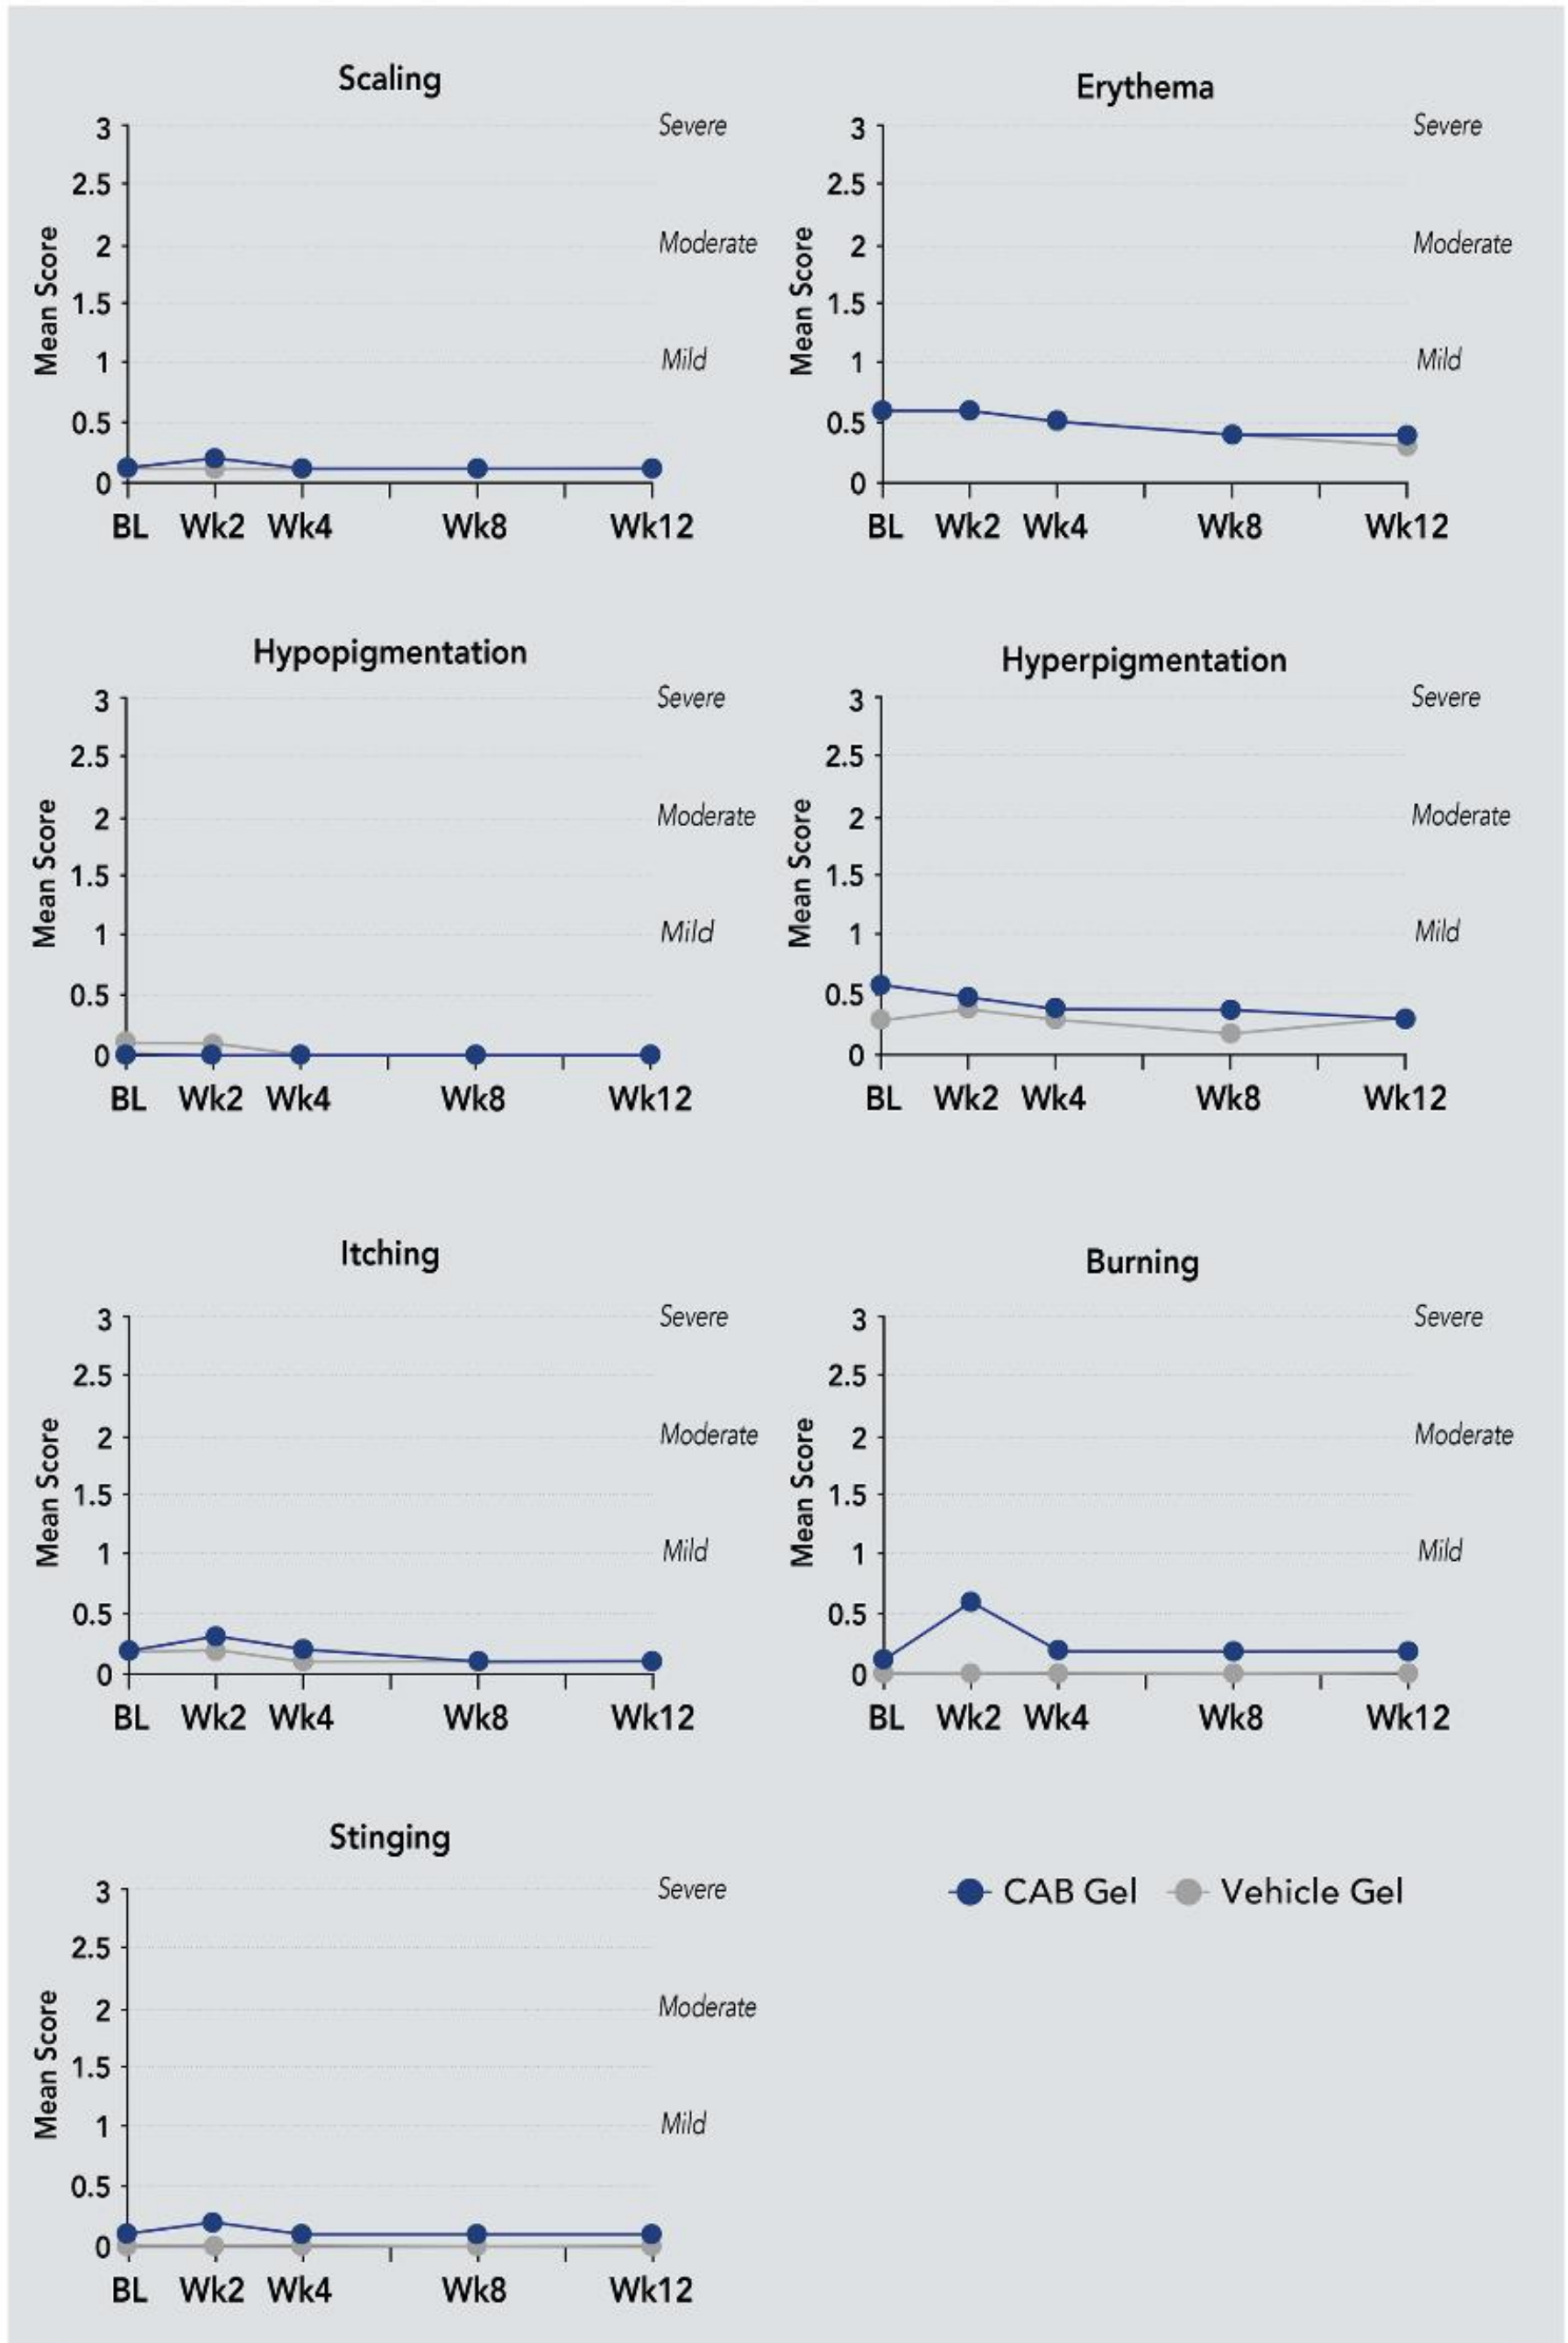 Scaling
3
2.5
2
1.5
1
0.5
0
Mean Score
Severe
Moderate
Mild
BL Wk2 Wk4 Wk8 Wk12
Erythema
3
2.5
2
1.5
1
0.5
0
Mean Score
Severe
Moderate
Mild
BL Wk2 Wk4 Wk8 Wk12
Hypopigmentation
3
2.5
2
1.5
1
0.5
0
Mean Score
Severe
Moderate
Mild
BL Wk2 Wk4 Wk8 Wk12
Hyperpigmentation
3
2.5
2
1.5
1
0.5
0
Mean Score
Severe
Moderate
Mild
BL Wk2 Wk4 Wk8 Wk12
Itching
3
2.5
2
1.5
1
0.5
0
Mean Score
Severe
Moderate
Mild
BL Wk2 Wk4 Wk8 Wk12
Burning
3
2.5
2
1.5
1
0.5
0
Mean Score
Severe
Moderate
Mild
BL Wk2 Wk4 Wk8 Wk12
Stinging
3
2.5
2
1.5
1
0.5
0
Mean Score
Severe
Moderate
Mild
BL Wk2 Wk4 Wk8 Wk12
CAB Gel Vehicle Gel